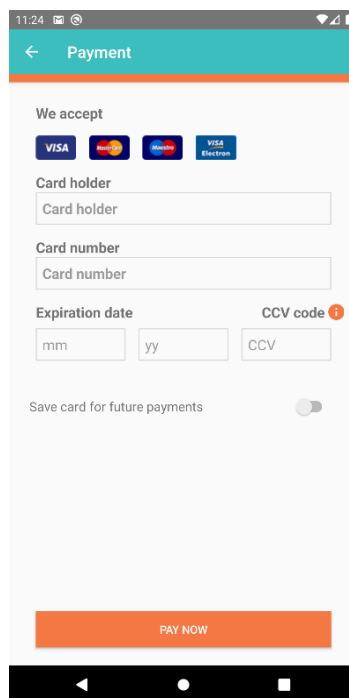 11:24
Payment
We accept
VISA MasterCard Maestro VISA Electron
Card holder
Card holder
Card number
Card number
Expiration date CCV code i
mm yy CCV
Save card for future payments
PAY NOW